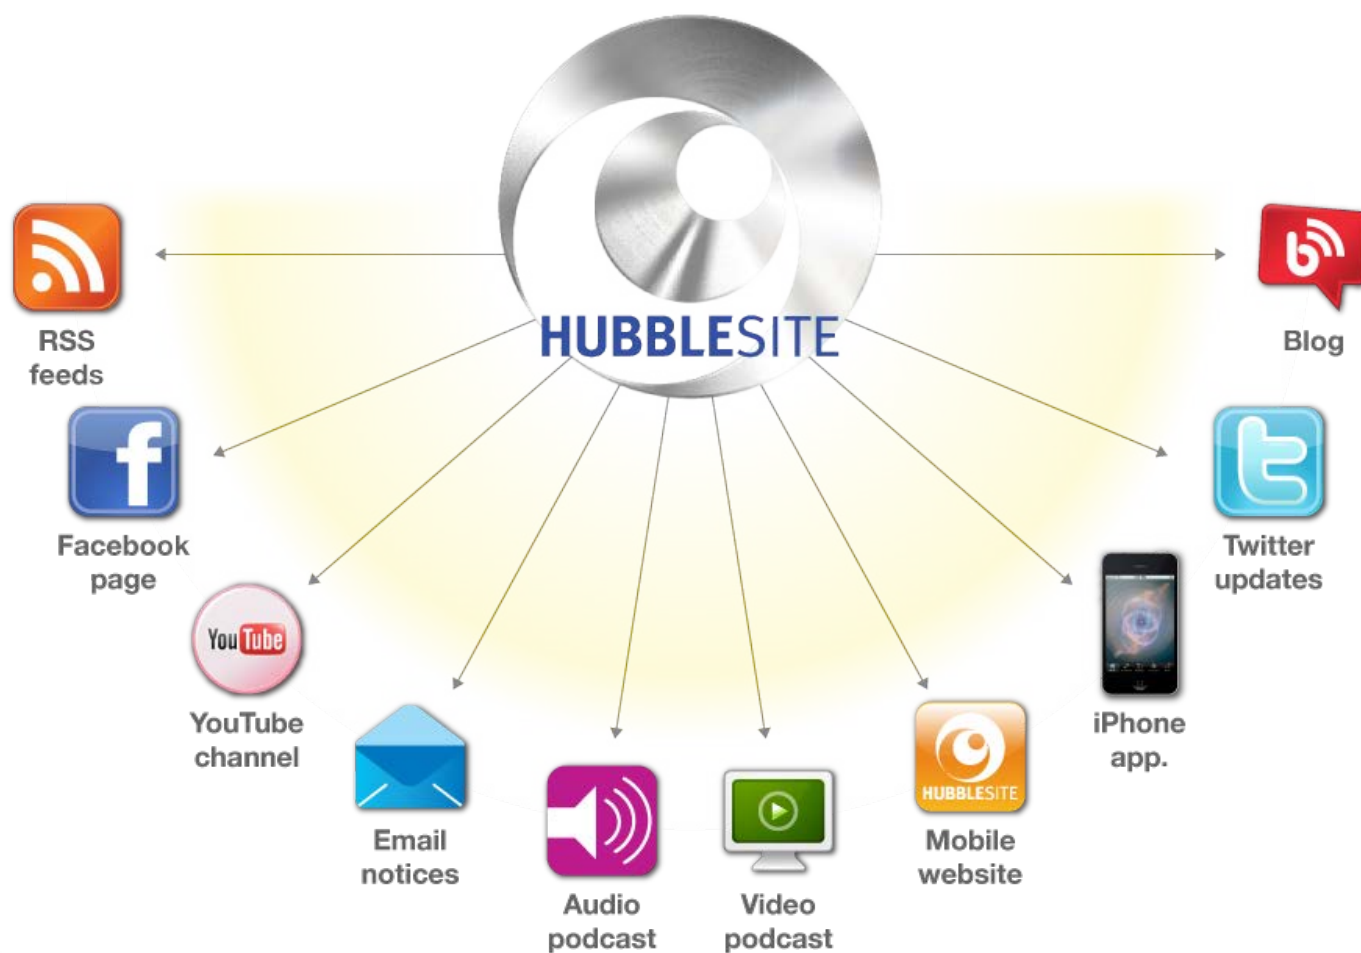 HUBBLESITE
RSS
feeds
Blog
Facebook
page
Twitter
updates
You Tube
YouTube
channel
iPhone
app.
Email
notices
HUBBLESITE
Mobile
website
Audio
podcast
Video
podcast